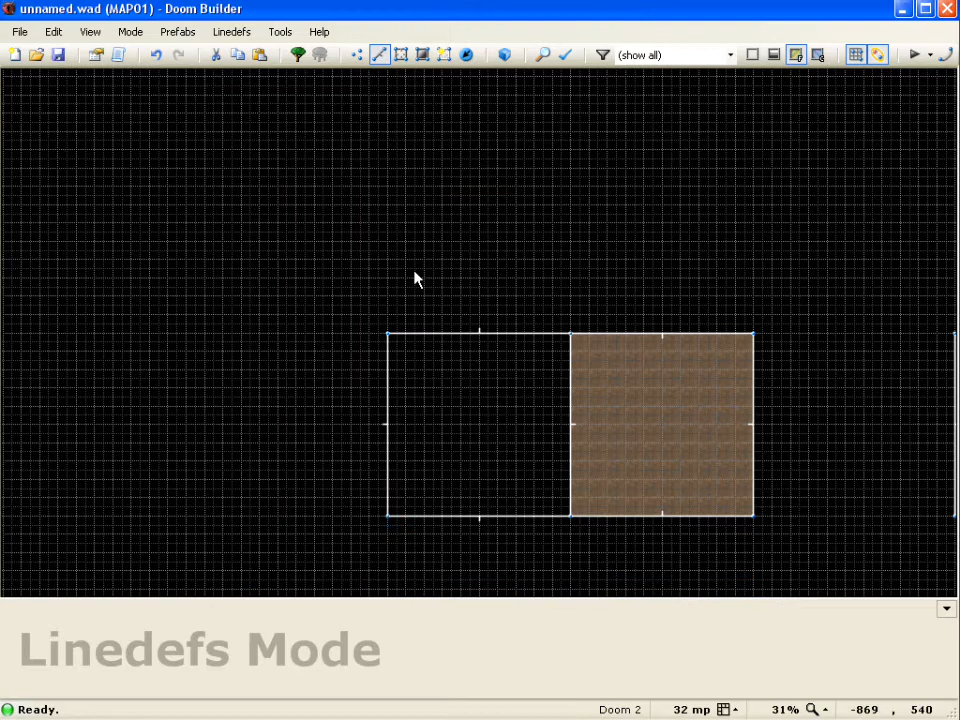 unnamed.wad (MAP01) - Doom Builder
File Edit View Mode Prefabs Linedefs Tools Help
(show all)
Linedefs Mode
Ready. Doom 2 32 mp 31% -869 , 540